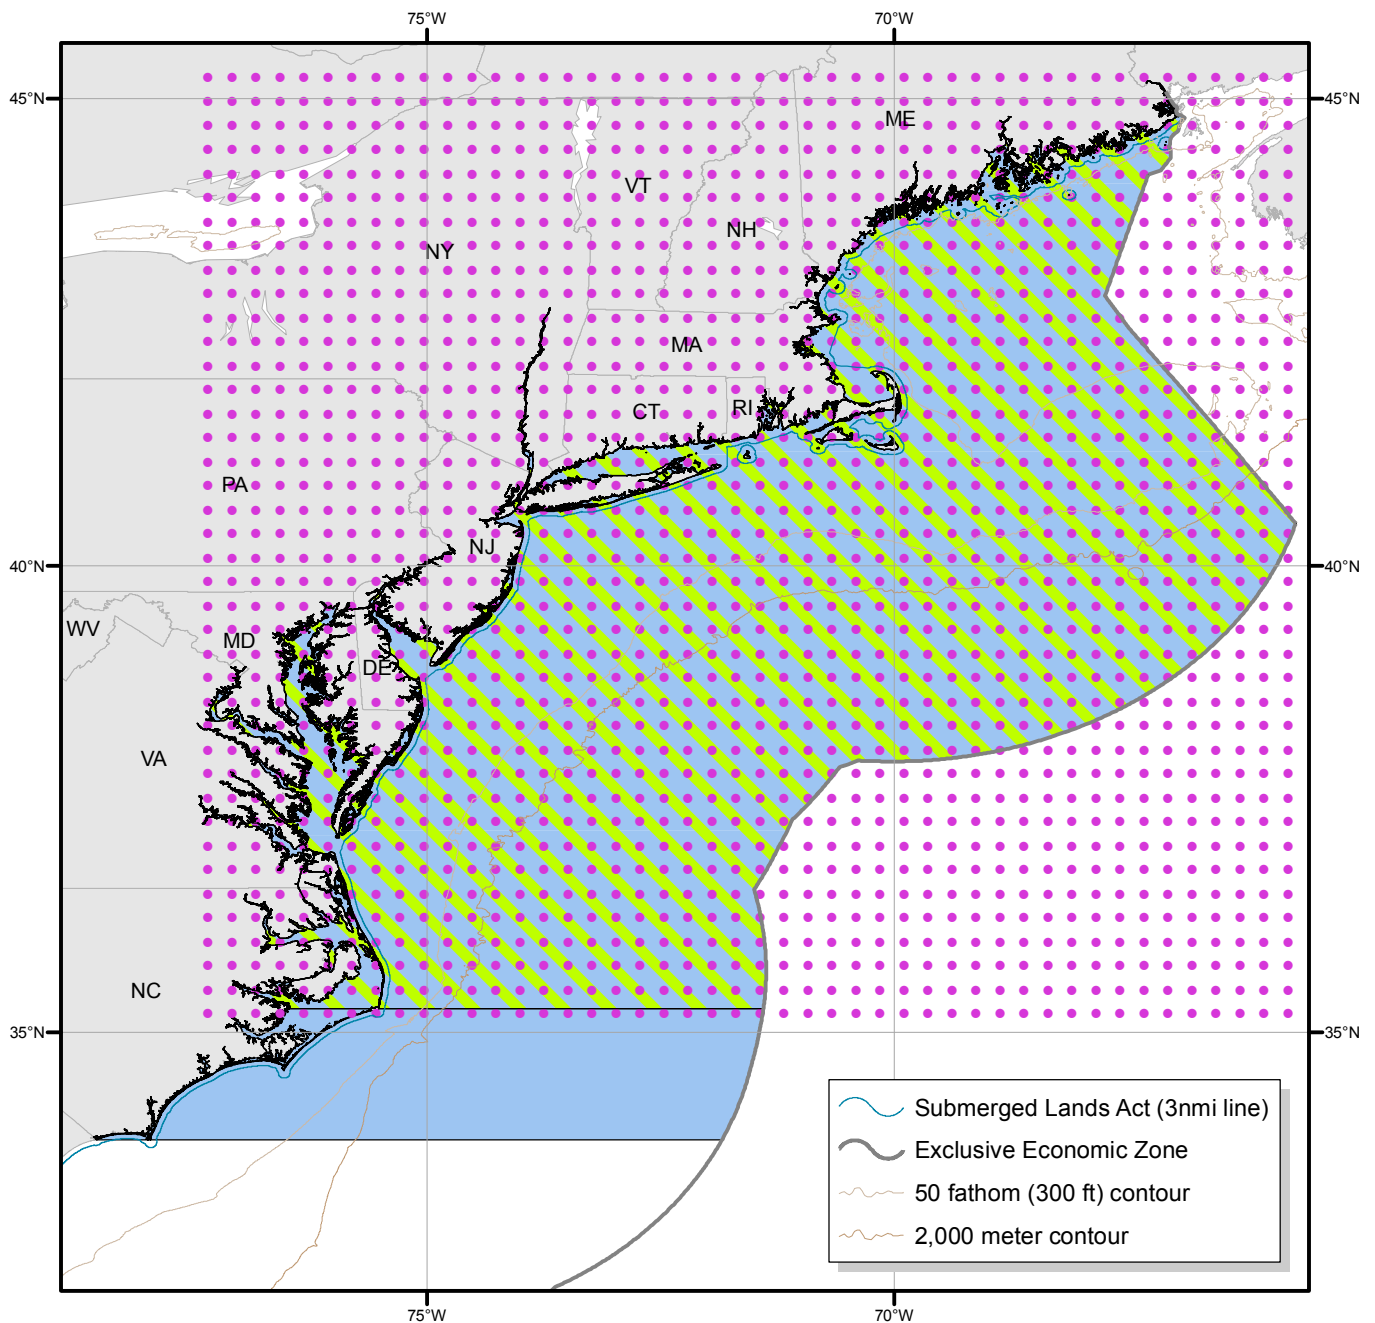 75°W 70°W
45°N 45°N
ME
VT
NH
NY
MA
CT RI
PA
NJ
40°N 40°N
WV
MD
DE
VA
NC
35°N 35°N
Submerged Lands Act (3nmi line)
Exclusive Economic Zone
50 fathom (300 ft) contour
2,000 meter contour
75°W 70°W